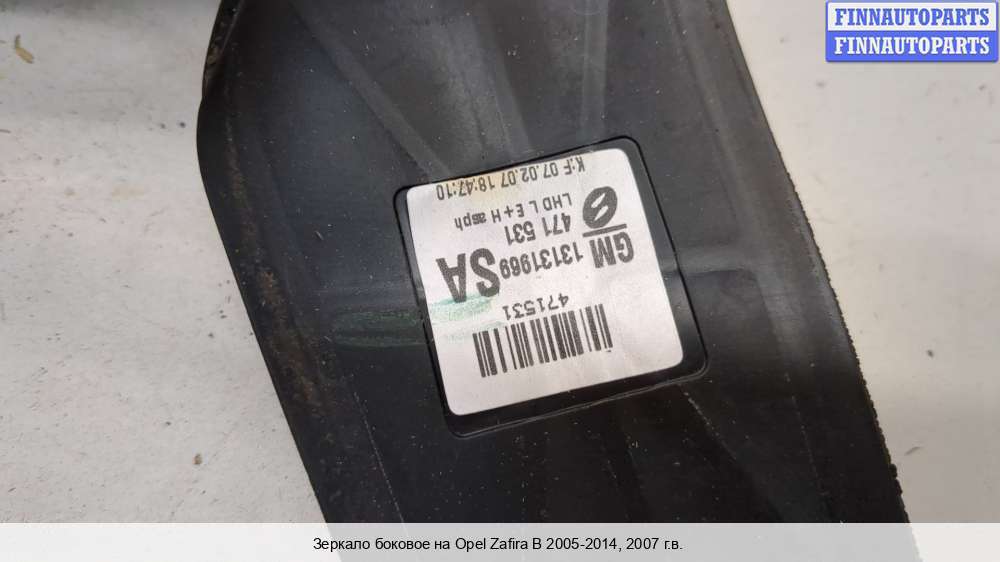 FINNAUTOPARTS
FINNAUTOPARTS
K:F 07.02.07 18:47:10
LHD L E+H asph
471 531
GM 13131969 SA
471531
Зеркало боковое на Opel Zafira B 2005-2014, 2007 г.в.